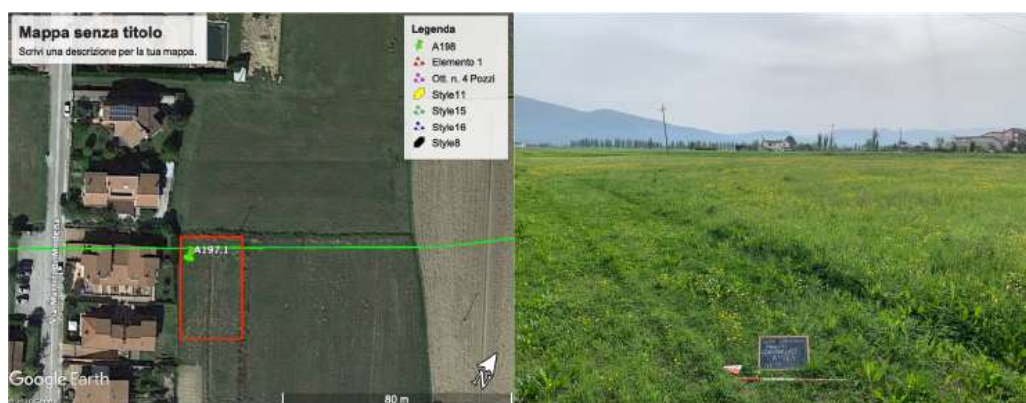 Mappa senza titolo
Scrivi una descrizione per la tua mappa.
Legenda
A198
Elemento 1
Ott. n. 4 Pozzi
Style11
Style15
Style16
Style8
A197.1
Google Earth
80 m
N